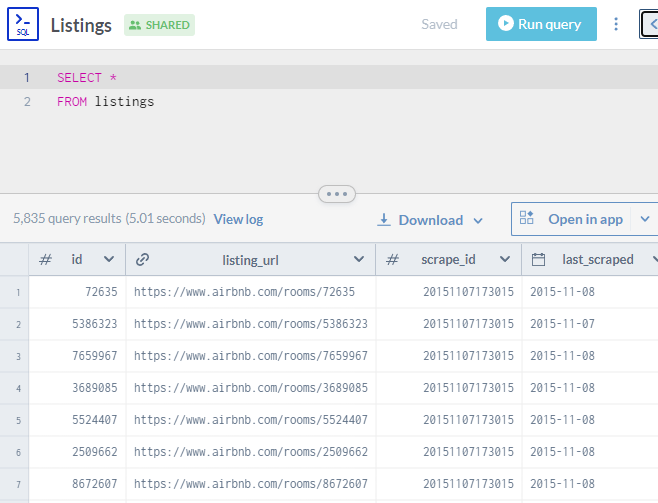 SQL
Listings
SHARED
Saved
Run query
1 SELECT *
2 FROM listings
5,835 query results (5.01 seconds) View log
Download
Open in app
# id listing_url # scrape_id last_scraped
1 72635 https://www.airbnb.com/rooms/72635 20151107173015 2015-11-08
2 5386323 https://www.airbnb.com/rooms/5386323 20151107173015 2015-11-07
3 7659967 https://www.airbnb.com/rooms/7659967 20151107173015 2015-11-08
4 3689085 https://www.airbnb.com/rooms/3689085 20151107173015 2015-11-08
5 5524407 https://www.airbnb.com/rooms/5524407 20151107173015 2015-11-08
6 2509662 https://www.airbnb.com/rooms/2509662 20151107173015 2015-11-08
7 8672607 https://www.airbnb.com/rooms/8672607 20151107173015 2015-11-08